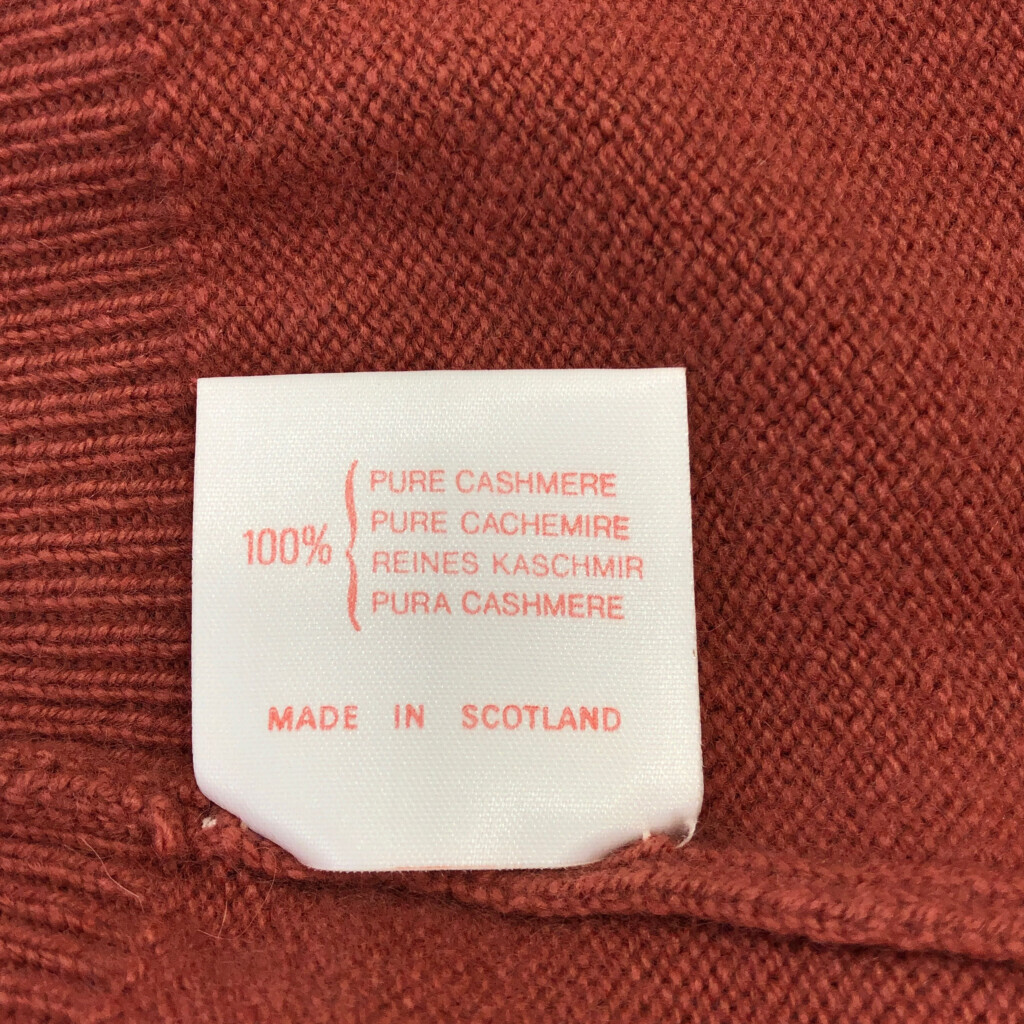 100%
PURE CASHMERE
PURE CACHEMIRE
REINES KASCHMIR
PURA CASHMERE
MADE IN SCOTLAND